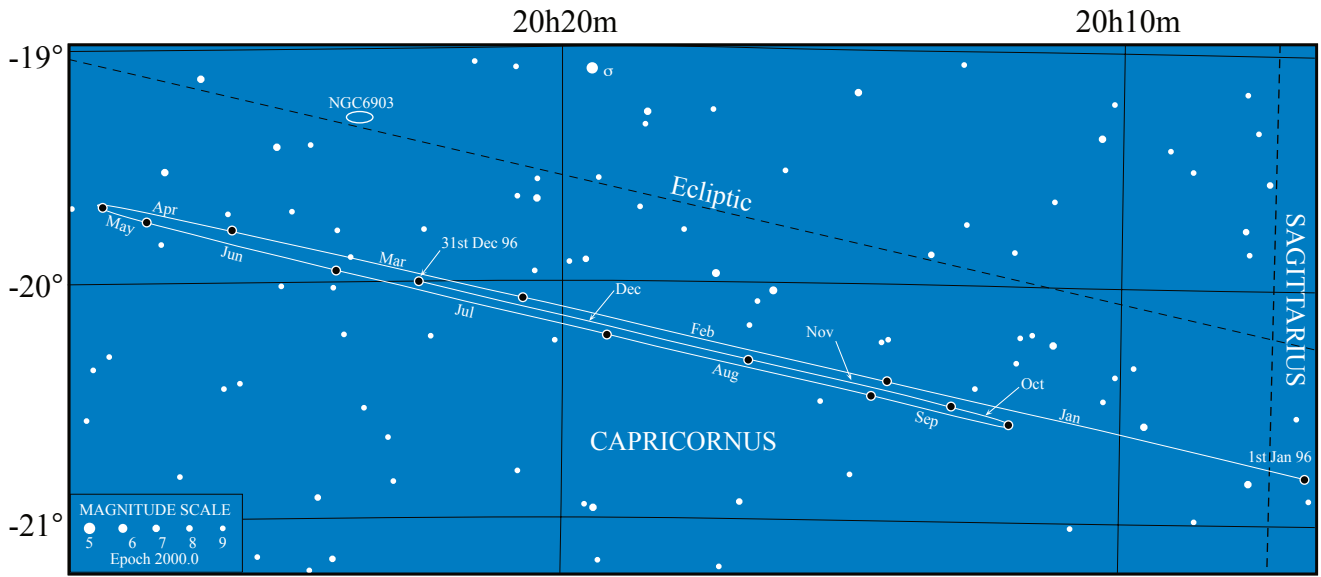 20h20m
20h10m
-19°
σ
NGC6903
Ecliptic
Apr
May
Jun
31st Dec 96
Mar
SAGITTARIUS
-20°
Dec
Jul
Feb
Nov
Aug
Oct
Sep
Jan
CAPRICORNUS
1st Jan 96
-21°
MAGNITUDE SCALE
5 6 7 8 9
Epoch 2000.0